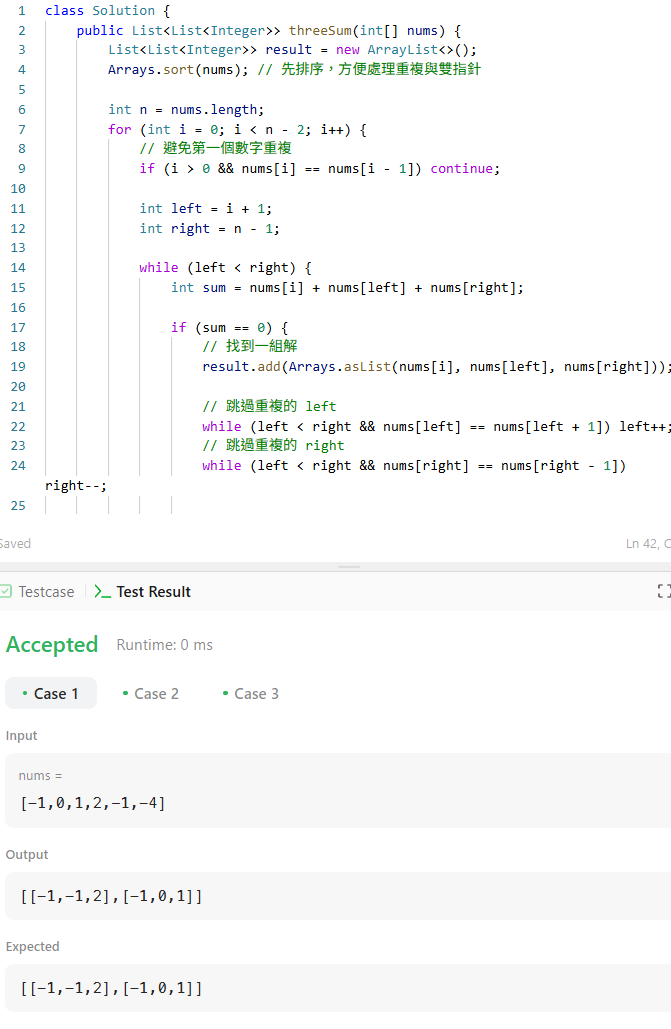 1 class Solution {
2     public List<List<Integer>> threeSum(int[] nums) {
3         List<List<Integer>> result = new ArrayList<>();
4         Arrays.sort(nums); // 先排序，方便處理重複與雙指針
5
6         int n = nums.length;
7         for (int i = 0; i < n - 2; i++) {
8             // 避免第一個數字重複
9             if (i > 0 && nums[i] == nums[i - 1]) continue;
10
11             int left = i + 1;
12             int right = n - 1;
13
14             while (left < right) {
15                 int sum = nums[i] + nums[left] + nums[right];
16
17                 if (sum == 0) {
18                     // 找到一組解
19                     result.add(Arrays.asList(nums[i], nums[left], nums[right]));
20
21                     // 跳過重複的 left
22                     while (left < right && nums[left] == nums[left + 1]) left++;
23                     // 跳過重複的 right
24                     while (left < right && nums[right] == nums[right - 1])
right--;
25
Saved Ln 42, C
Testcase Test Result
Accepted Runtime: 0 ms
• Case 1 • Case 2 • Case 3
Input
nums =
[-1,0,1,2,-1,-4]
Output
[[-1,-1,2],[-1,0,1]]
Expected
[[-1,-1,2],[-1,0,1]]